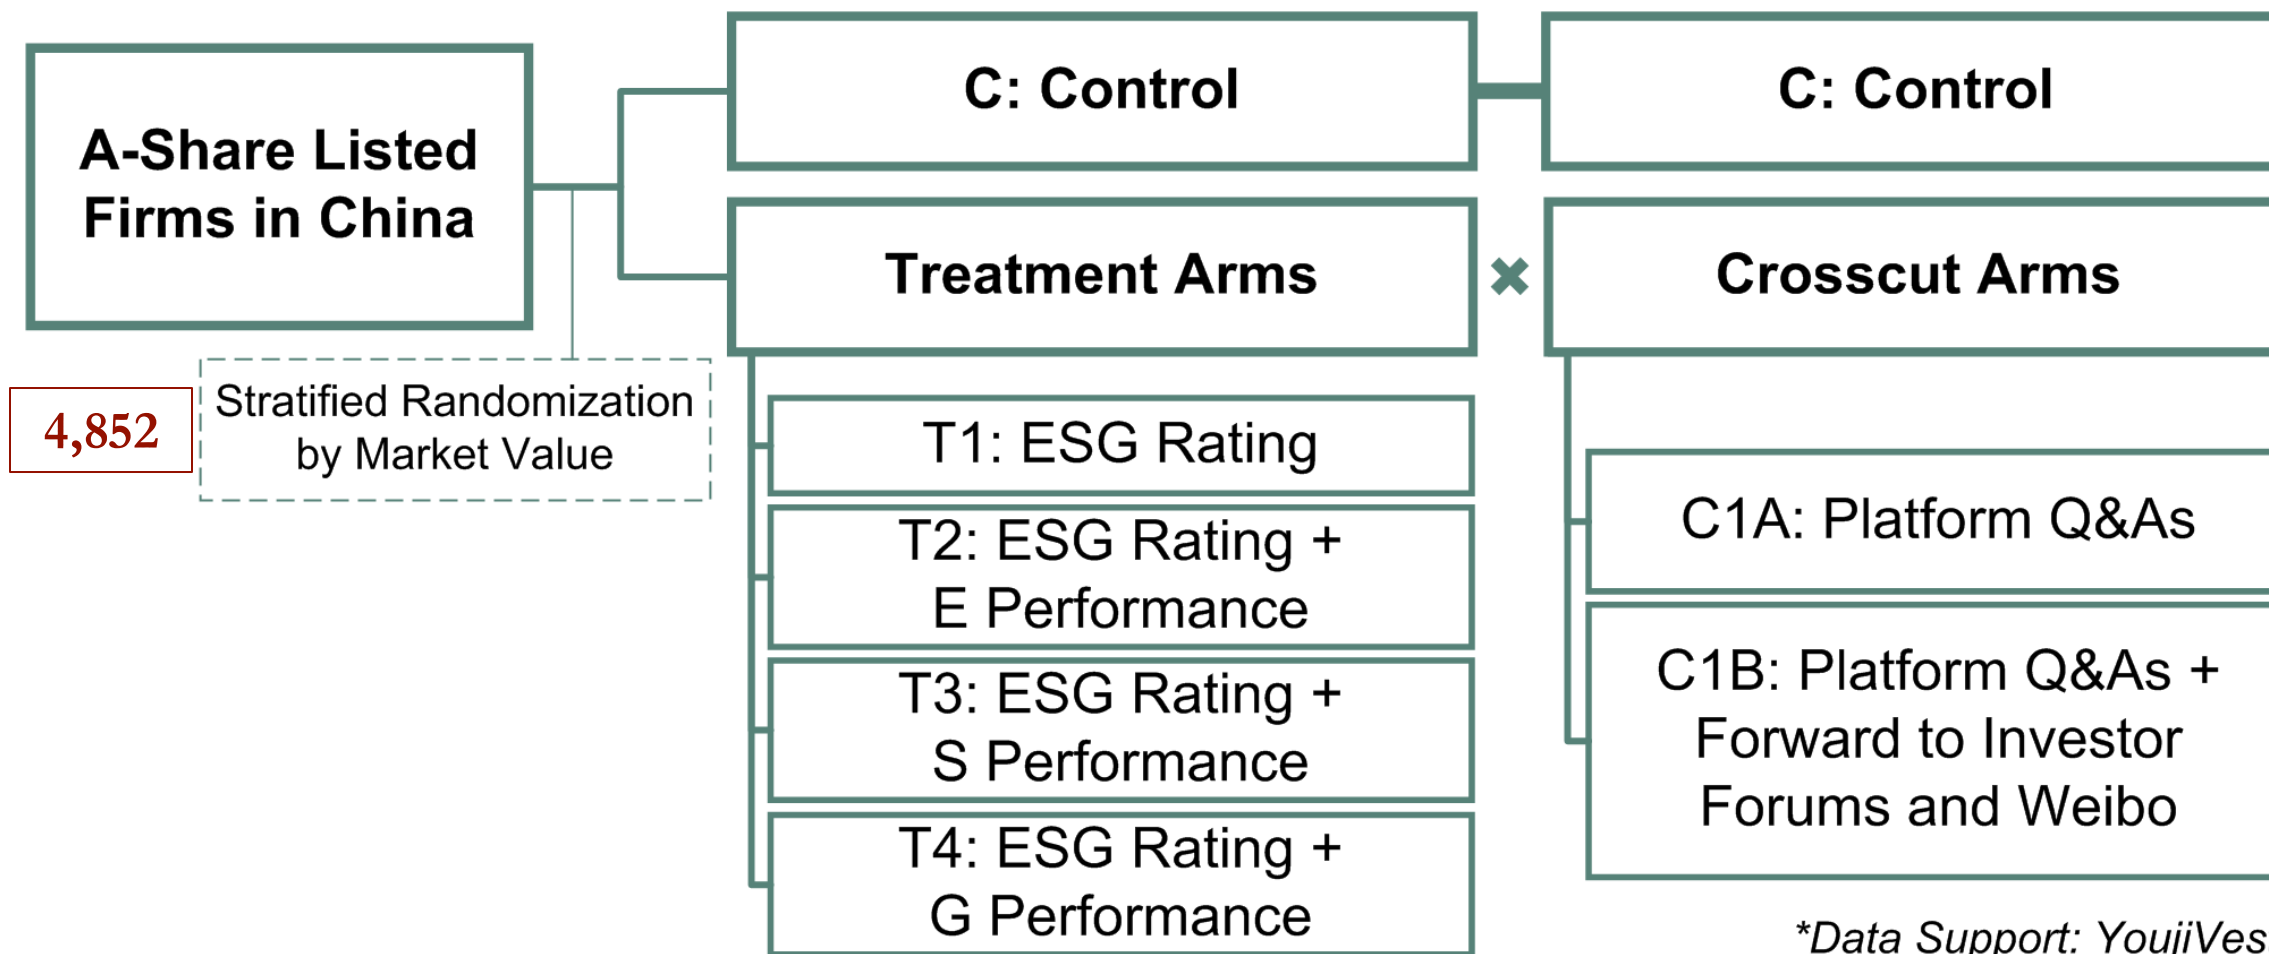 A-Share Listed
Firms in China
4,852
Stratified Randomization
by Market Value
C: Control
C: Control
Treatment Arms
Crosscut Arms
T1: ESG Rating
T2: ESG Rating +
E Performance
T3: ESG Rating +
S Performance
T4: ESG Rating +
G Performance
C1A: Platform Q&As
C1B: Platform Q&As +
Forward to Investor
Forums and Weibo
*Data Support: